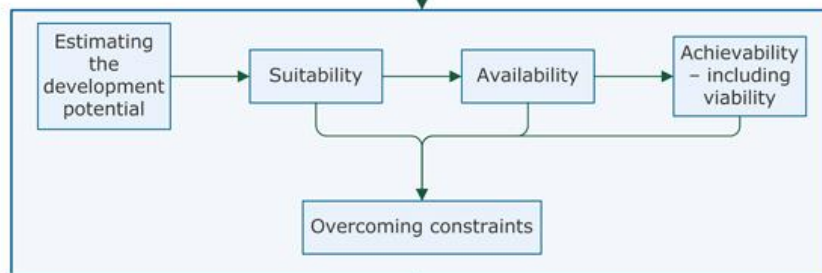 Estimating
the
development
potential
Suitability
Availability
Achievability
– including
viability
Overcoming constraints